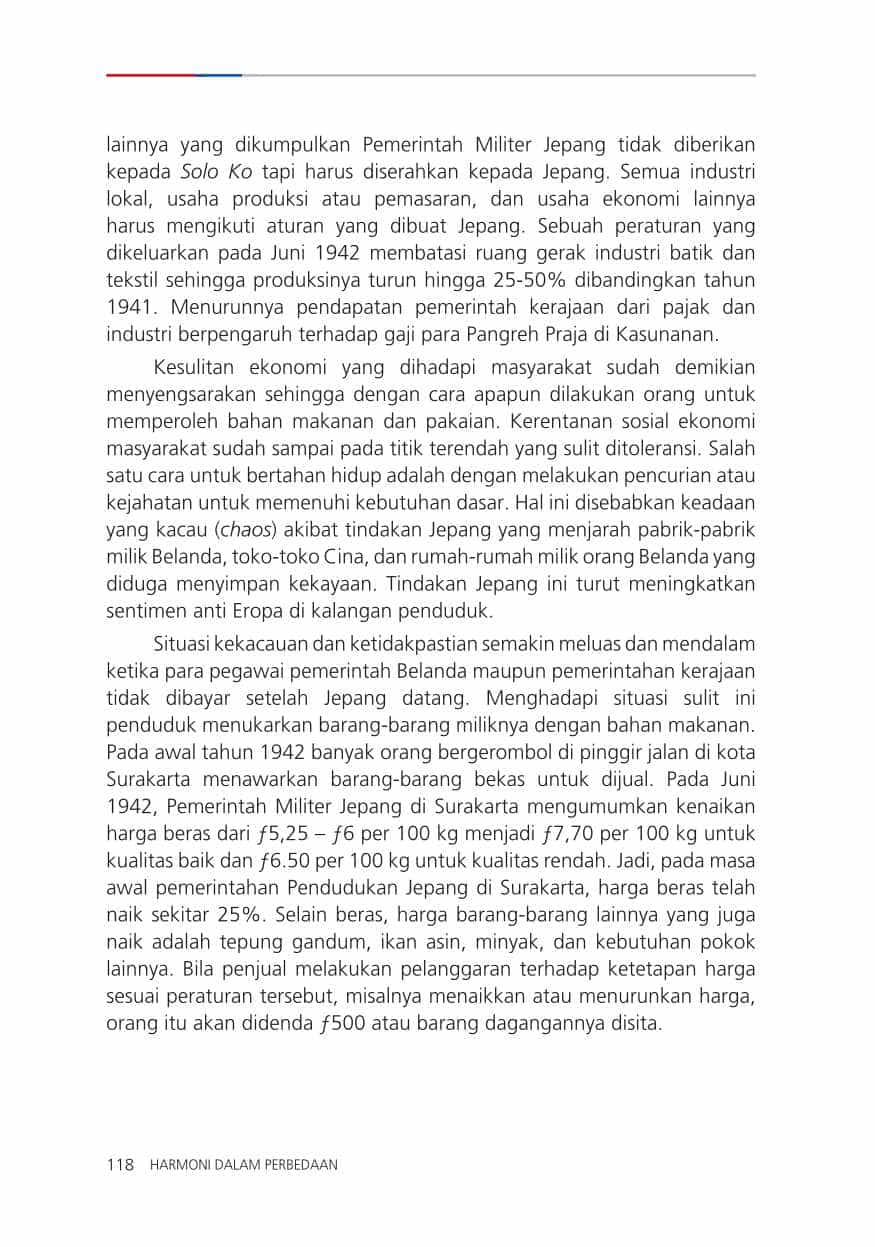 lainnya yang dikumpulkan Pemerintah Militer Jepang tidak diberikan
kepada Solo Ko tapi harus diserahkan kepada Jepang. Semua industri
lokal, usaha produksi atau pemasaran, dan usaha ekonomi lainnya
harus mengikuti aturan yang dibuat Jepang. Sebuah peraturan yang
dikeluarkan pada Juni 1942 membatasi ruang gerak industri batik dan
tekstil sehingga produksinya turun hingga 25-50% dibandingkan tahun
1941. Menurunnya pendapatan pemerintah kerajaan dari pajak dan
industri berpengaruh terhadap gaji para Pangreh Praja di Kasunanan.
Kesulitan ekonomi yang dihadapi masyarakat sudah demikian
menyengsarakan sehingga dengan cara apapun dilakukan orang untuk
memperoleh bahan makanan dan pakaian. Kerentanan sosial ekonomi
masyarakat sudah sampai pada titik terendah yang sulit ditoleransi. Salah
satu cara untuk bertahan hidup adalah dengan melakukan pencurian atau
kejahatan untuk memenuhi kebutuhan dasar. Hal ini disebabkan keadaan
yang kacau (chaos) akibat tindakan Jepang yang menjarah pabrik-pabrik
milik Belanda, toko-toko Cina, dan rumah-rumah milik orang Belanda yang
diduga menyimpan kekayaan. Tindakan Jepang ini turut meningkatkan
sentimen anti Eropa di kalangan penduduk.
Situasi kekacauan dan ketidakpastian semakin meluas dan mendalam
ketika para pegawai pemerintah Belanda maupun pemerintahan kerajaan
tidak dibayar setelah Jepang datang. Menghadapi situasi sulit ini
penduduk menukarkan barang-barang miliknya dengan bahan makanan.
Pada awal tahun 1942 banyak orang bergerombol di pinggir jalan di kota
Surakarta menawarkan barang-barang bekas untuk dijual. Pada Juni
1942, Pemerintah Militer Jepang di Surakarta mengumumkan kenaikan
harga beras dari ƒ5,25 – ƒ6 per 100 kg menjadi ƒ7,70 per 100 kg untuk
kualitas baik dan ƒ6.50 per 100 kg untuk kualitas rendah. Jadi, pada masa
awal pemerintahan Pendudukan Jepang di Surakarta, harga beras telah
naik sekitar 25%. Selain beras, harga barang-barang lainnya yang juga
naik adalah tepung gandum, ikan asin, minyak, dan kebutuhan pokok
lainnya. Bila penjual melakukan pelanggaran terhadap ketetapan harga
sesuai peraturan tersebut, misalnya menaikkan atau menurunkan harga,
orang itu akan didenda ƒ500 atau barang dagangannya disita.
118 HARMONI DALAM PERBEDAAN